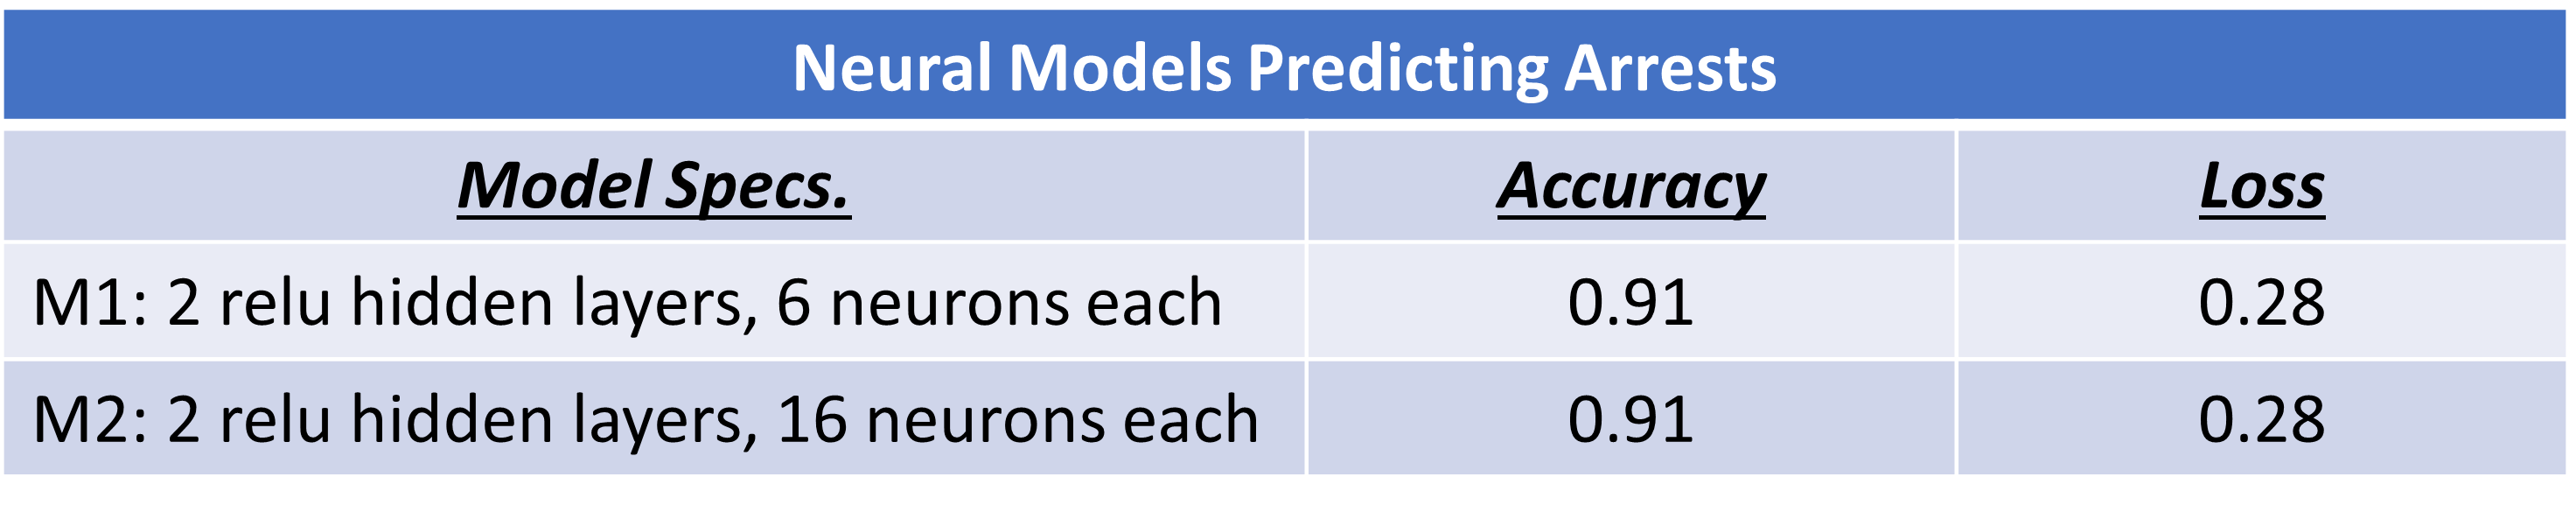 Neural Models Predicting Arrests
Model Specs. Accuracy Loss
M1: 2 relu hidden layers, 6 neurons each 0.91 0.28
M2: 2 relu hidden layers, 16 neurons each 0.91 0.28